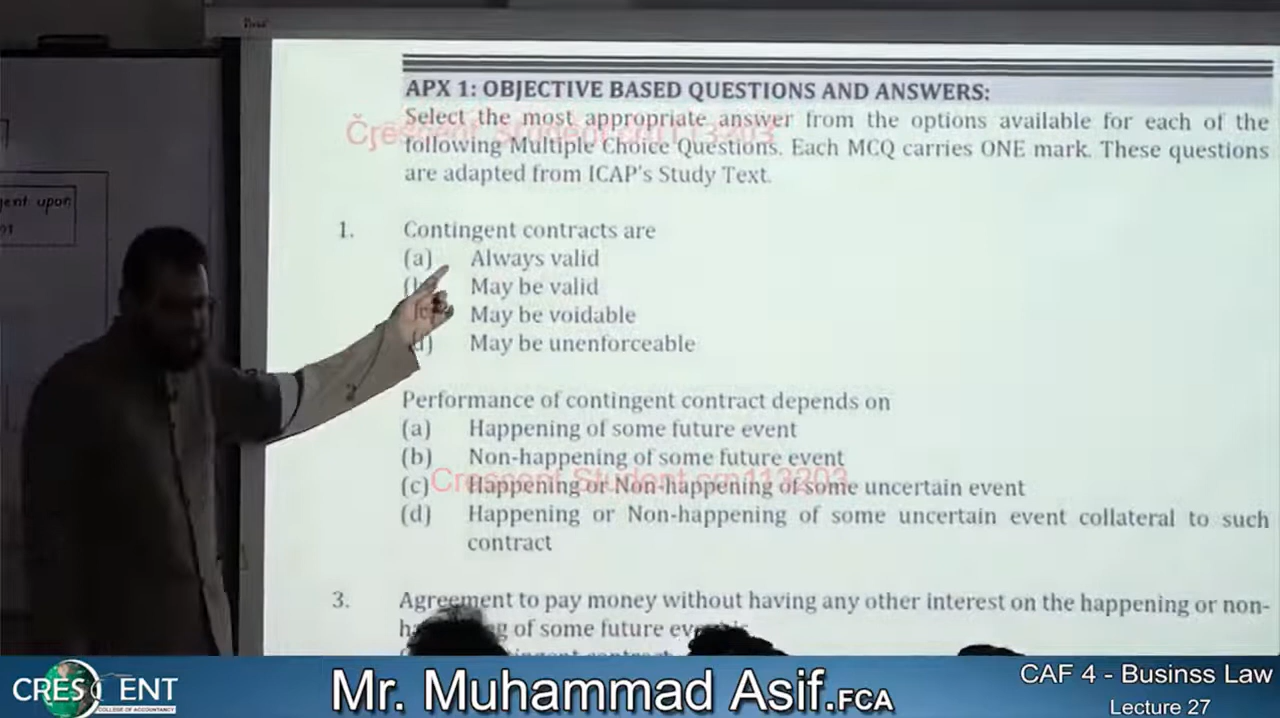 APX 1: OBJECTIVE BASED QUESTIONS AND ANSWERS:
Select the most appropriate answer from the options available for each of the
Crescent Student crn113203
following Multiple Choice Questions. Each MCQ carries ONE mark. These questions
are adapted from ICAP's Study Text.
upon
1. Contingent contracts are
(a) Always valid
May be valid
May be voidable
May be unenforceable
Performance of contingent contract depends on
(a) Happening of some future event
(b) Non-happening of some future event
Crescent Student crn113203
(c) Happening or Non-happening of some uncertain event
(d) Happening or Non-happening of some uncertain event collateral to such
contract
3. Agreement to pay money without having any other interest on the happening or non-
of some future
CRESCENT
COLLEGE OF ACCOUNTANCY
Mr. Muhammad Asif.FCA
CAF 4 - Businss Law
Lecture 27